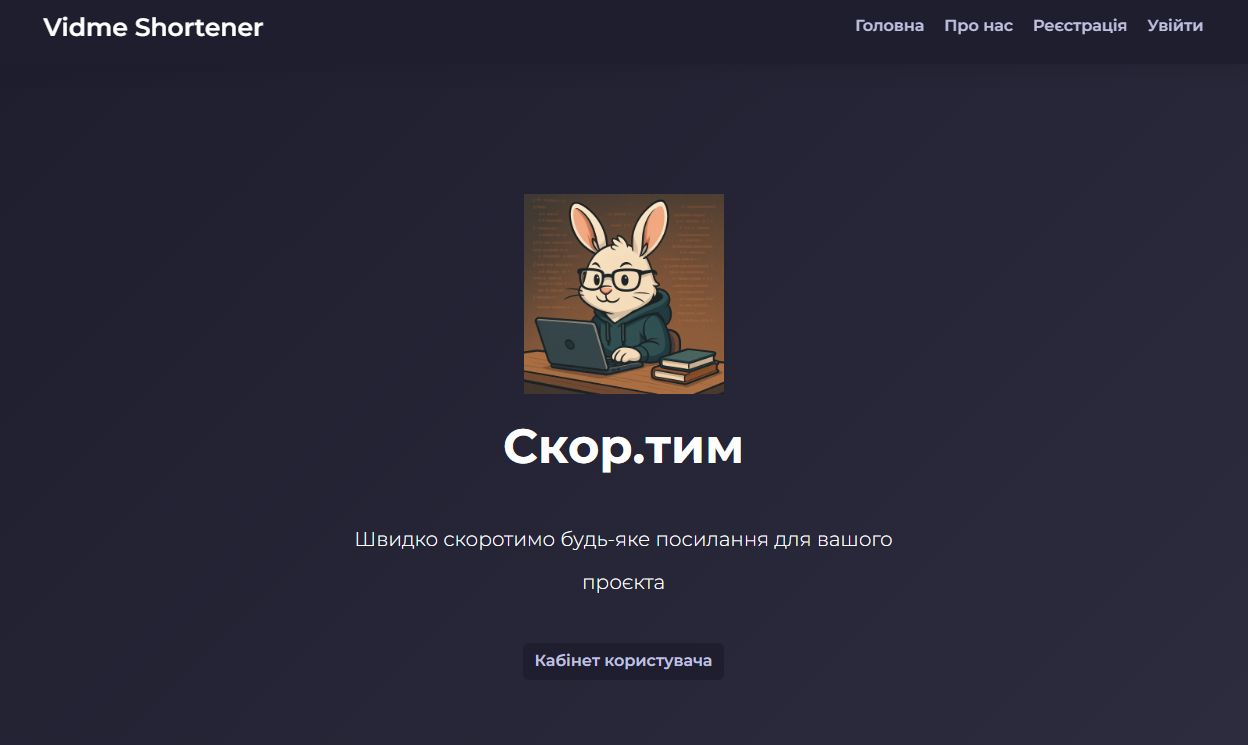 Vidme Shortener
Головна Про нас Реєстрація Увійти
Скор.тим
Швидко скоротимо будь-яке посилання для вашого
проєкта
Кабінет користувача